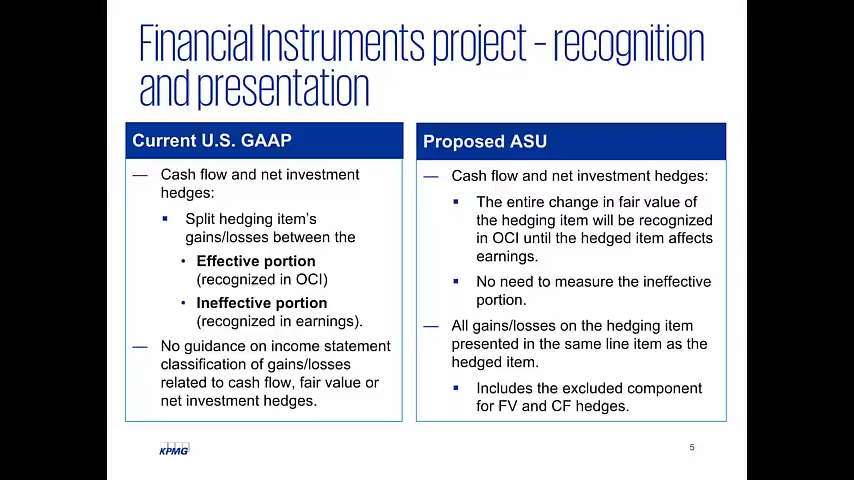 Financial Instruments project – recognition
and presentation
Current U.S. GAAP
— Cash flow and net investment
hedges:
▪ Split hedging item's
gains/losses between the
• Effective portion
(recognized in OCI)
• Ineffective portion
(recognized in earnings).
— No guidance on income statement
classification of gains/losses
related to cash flow, fair value or
net investment hedges.
Proposed ASU
— Cash flow and net investment hedges:
▪ The entire change in fair value of
the hedging item will be recognized
in OCI until the hedged item affects
earnings.
▪ No need to measure the ineffective
portion.
— All gains/losses on the hedging item
presented in the same line item as the
hedged item.
▪ Includes the excluded component
for FV and CF hedges.
KPMG
5